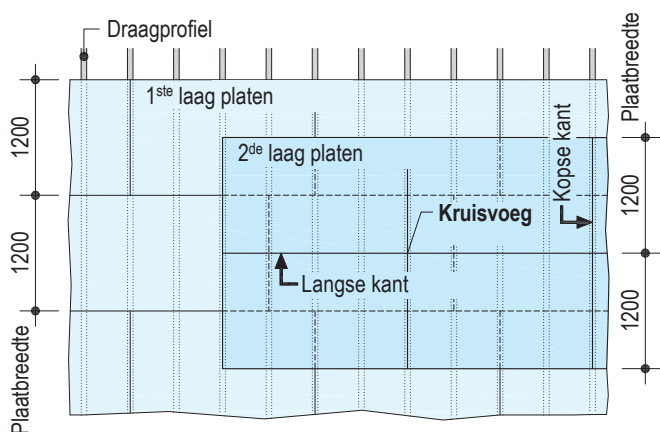 Draagprofiel
1ste laag platen
2de laag platen
Kopse kant
Plaatbreedte
1200
1200
1200
1200
Kruisvoeg
Langse kant
Plaatbreedte